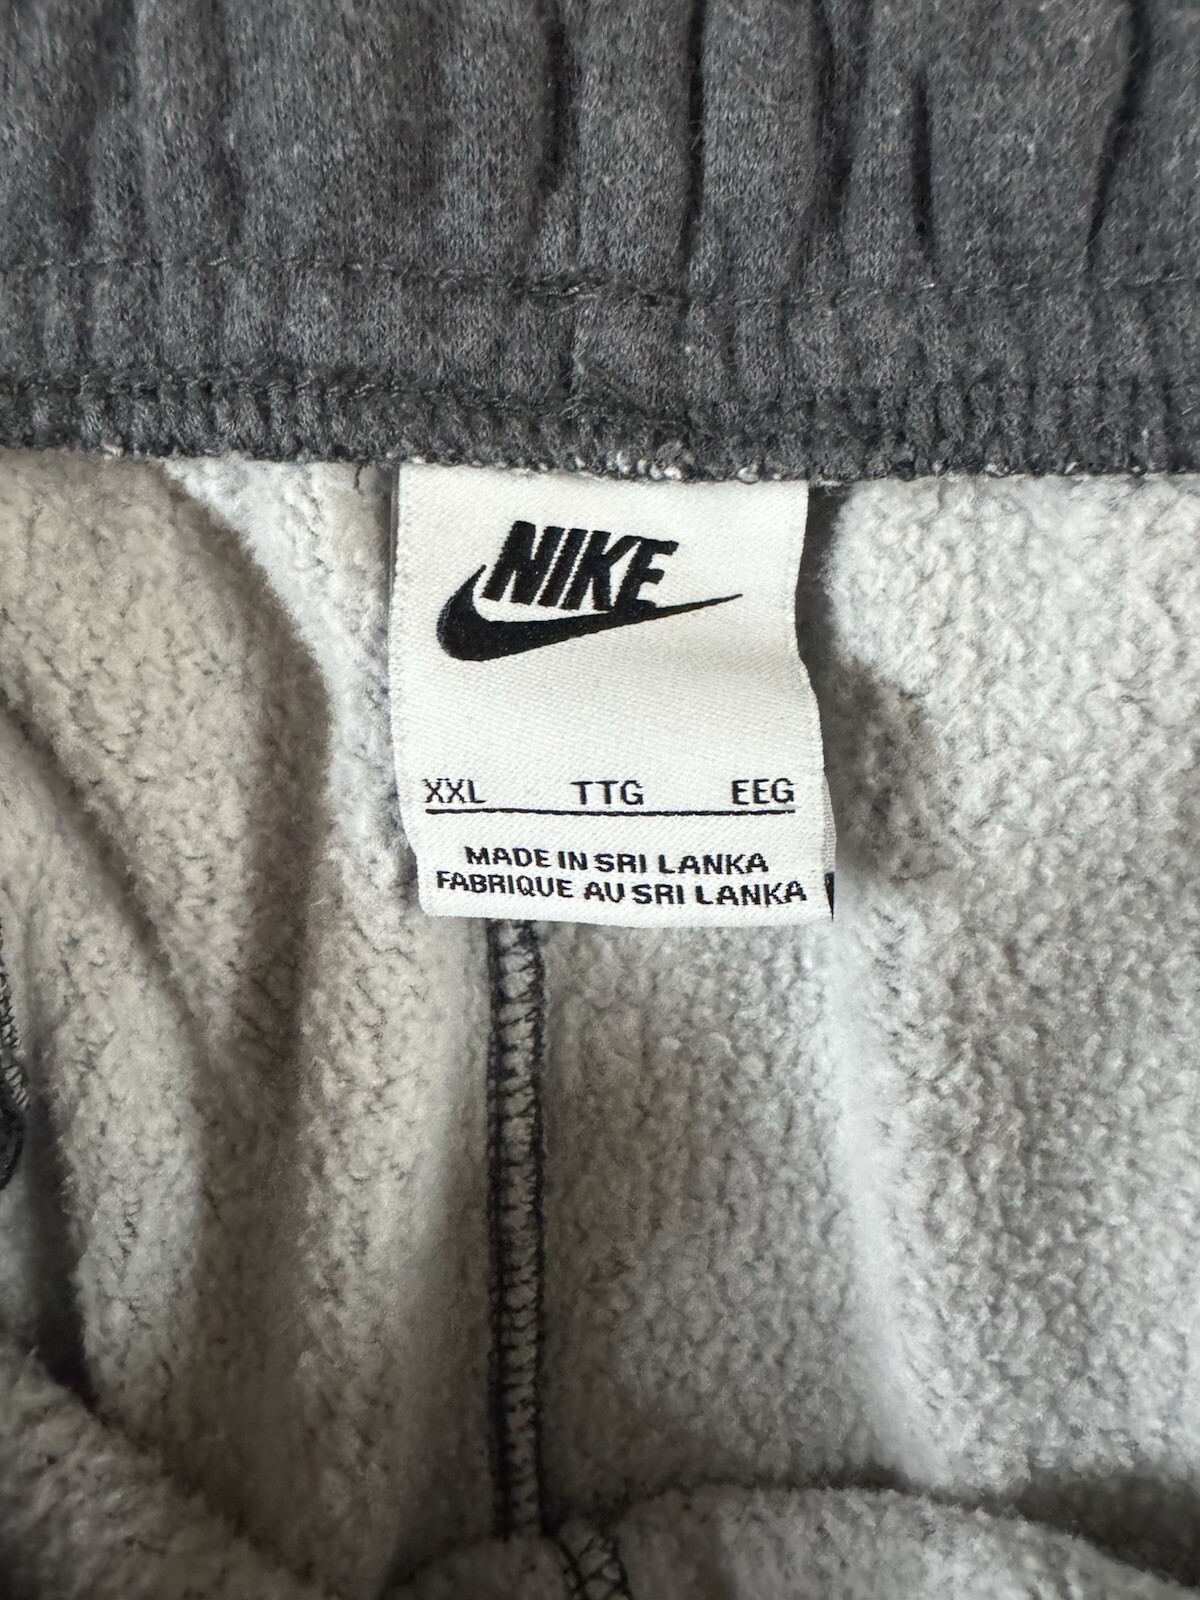 NIKE
XXL TTG EEG
MADE IN SRI LANKA
FABRIQUE AU SRI LANKA